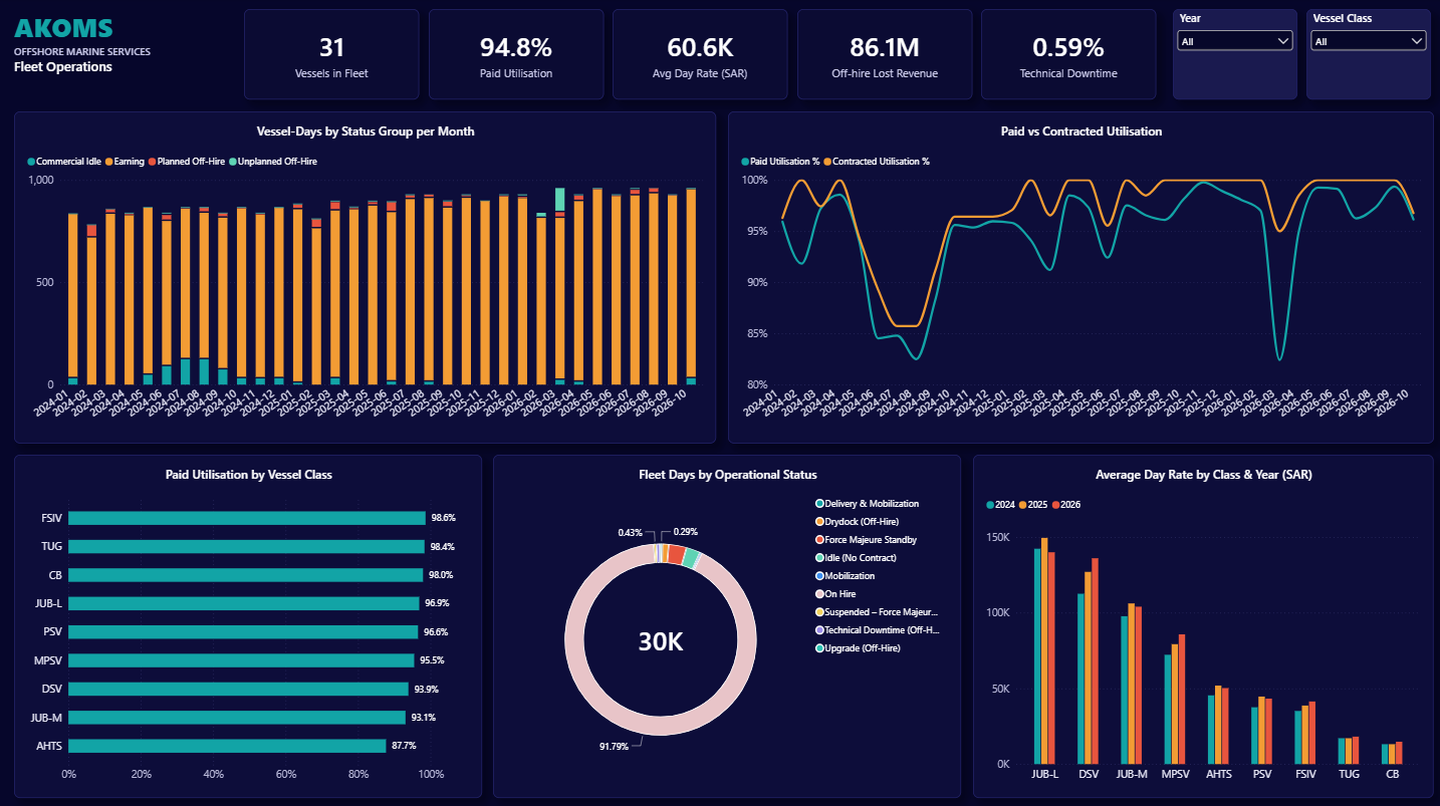 AKOMS
OFFSHORE MARINE SERVICES
Fleet Operations
31
Vessels in Fleet
94.8%
Paid Utilisation
60.6K
Avg Day Rate (SAR)
86.1M
Off-hire Lost Revenue
0.59%
Technical Downtime
Year
All
Vessel Class
All
Vessel-Days by Status Group per Month
Commercial Idle Earning Planned Off-Hire Unplanned Off-Hire
1,000
500
0
2024-01 2024-02 2024-03 2024-04 2024-05 2024-06 2024-07 2024-08 2024-09 2024-10 2024-11 2024-12 2025-01 2025-02 2025-03 2025-04 2025-05 2025-06 2025-07 2025-08 2025-09 2025-10 2025-11 2025-12 2026-01 2026-02 2026-03 2026-04 2026-05 2026-06 2026-07 2026-08 2026-09 2026-10
Paid vs Contracted Utilisation
Paid Utilisation % Contracted Utilisation %
100%
95%
90%
85%
80%
2024-01 2024-02 2024-03 2024-04 2024-05 2024-06 2024-07 2024-08 2024-09 2024-10 2024-11 2024-12 2025-01 2025-02 2025-03 2025-04 2025-05 2025-06 2025-07 2025-08 2025-09 2025-10 2025-11 2025-12 2026-01 2026-02 2026-03 2026-04 2026-05 2026-06 2026-07 2026-08 2026-09 2026-10
Paid Utilisation by Vessel Class
FSIV 98.6%
TUG 98.4%
CB 98.0%
JUB-L 96.9%
PSV 96.6%
MPSV 95.5%
DSV 93.9%
JUB-M 93.1%
AHTS 87.7%
0% 20% 40% 60% 80% 100%
Fleet Days by Operational Status
0.43% 0.29%
30K
91.79%
Delivery & Mobilization
Drydock (Off-Hire)
Force Majeure Standby
Idle (No Contract)
Mobilization
On Hire
Suspended – Force Majeur...
Technical Downtime (Off-H...
Upgrade (Off-Hire)
Average Day Rate by Class & Year (SAR)
2024 2025 2026
150K
100K
50K
0K
JUB-L DSV JUB-M MPSV AHTS PSV FSIV TUG CB